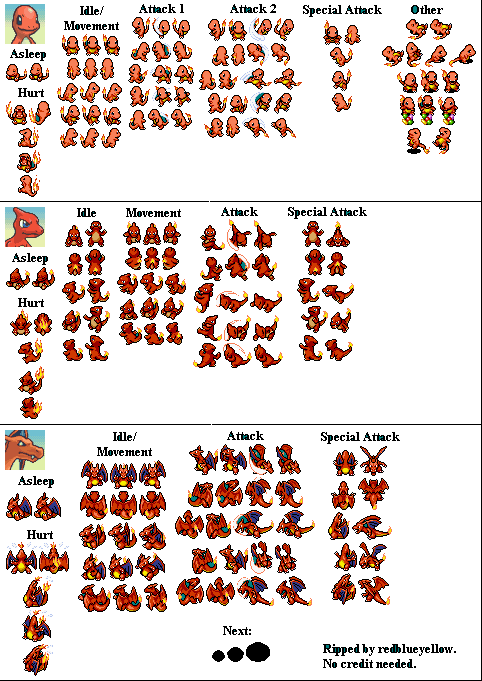 Idle/
Movement
Attack 1
Attack 2
Special Attack
Other
Asleep
Hurt
Idle
Movement
Attack
Special Attack
Asleep
Hurt
Idle/
Movement
Attack
Special Attack
Asleep
Hurt
Next:
Ripped by redblueyellow.
No credit needed.